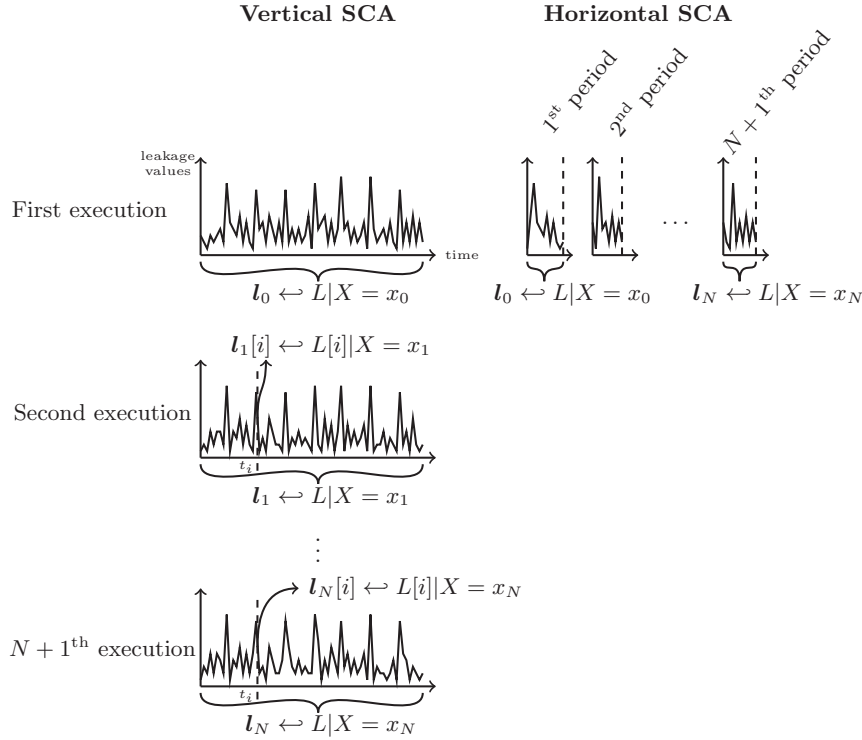 Vertical SCA
Horizontal SCA
1st period
2nd period
N + 1th period
leakage
values
First execution
time
. . .
l0 ↩ L|X = x0
l0 ↩ L|X = x0
lN ↩ L|X = xN
l1[i] ↩ L[i]|X = x1
Second execution
ti
l1 ↩ L|X = x1
⋮
lN[i] ↩ L[i]|X = xN
N + 1th execution
ti
lN ↩ L|X = xN